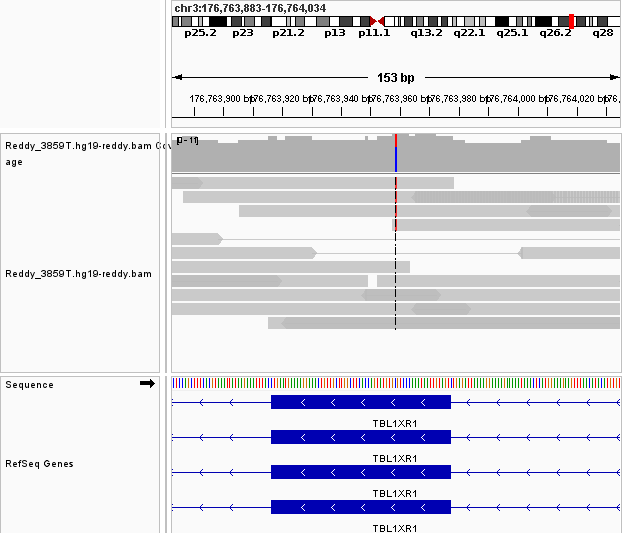 chr3:176,763,883-176,764,034
p25.2 p23 p21.2 p13 p11.1 q13.2 q22.1 q25.1 q26.2 q28
153 bp
176,763,900 bp 176,763,920 bp 176,763,940 bp 176,763,960 bp 176,763,980 bp 176,764,000 bp 176,764,020 bp 176,
Reddy_3859T.hg19-reddy.bam Cov
age
[0 - 11]
Reddy_3859T.hg19-reddy.bam
Sequence
TBL1XR1
TBL1XR1
RefSeq Genes
TBL1XR1
TBL1XR1